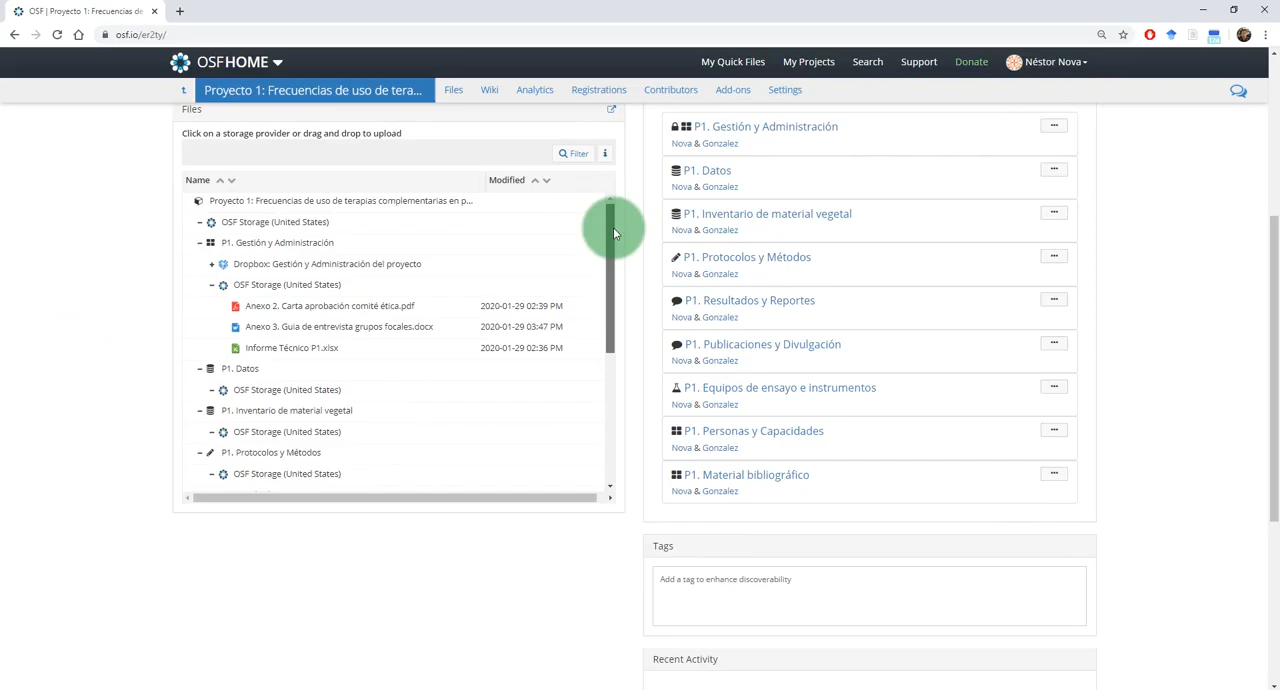 OSF | Proyecto 1: Frecuencias de
osf.io/er2ty/
OSFHOME
My Quick Files
My Projects
Search
Support
Donate
Néstor Nova
t
Proyecto 1: Frecuencias de uso de tera...
Files
Wiki
Analytics
Registrations
Contributors
Add-ons
Settings
Files
Click on a storage provider or drag and drop to upload
Filter
i
Name
Modified
Proyecto 1: Frecuencias de uso de terapias complementarias en p...
OSF Storage (United States)
P1. Gestión y Administración
Dropbox: Gestión y Administración del proyecto
OSF Storage (United States)
Anexo 2. Carta aprobación comité ética.pdf 2020-01-29 02:39 PM
Anexo 3. Guia de entrevista grupos focales.docx 2020-01-29 03:47 PM
Informe Técnico P1.xlsx 2020-01-29 02:36 PM
P1. Datos
OSF Storage (United States)
P1. Inventario de material vegetal
OSF Storage (United States)
P1. Protocolos y Métodos
OSF Storage (United States)
P1. Gestión y Administración
Nova & Gonzalez
P1. Datos
Nova & Gonzalez
P1. Inventario de material vegetal
Nova & Gonzalez
P1. Protocolos y Métodos
Nova & Gonzalez
P1. Resultados y Reportes
Nova & Gonzalez
P1. Publicaciones y Divulgación
Nova & Gonzalez
P1. Equipos de ensayo e instrumentos
Nova & Gonzalez
P1. Personas y Capacidades
Nova & Gonzalez
P1. Material bibliográfico
Nova & Gonzalez
Tags
Add a tag to enhance discoverability
Recent Activity